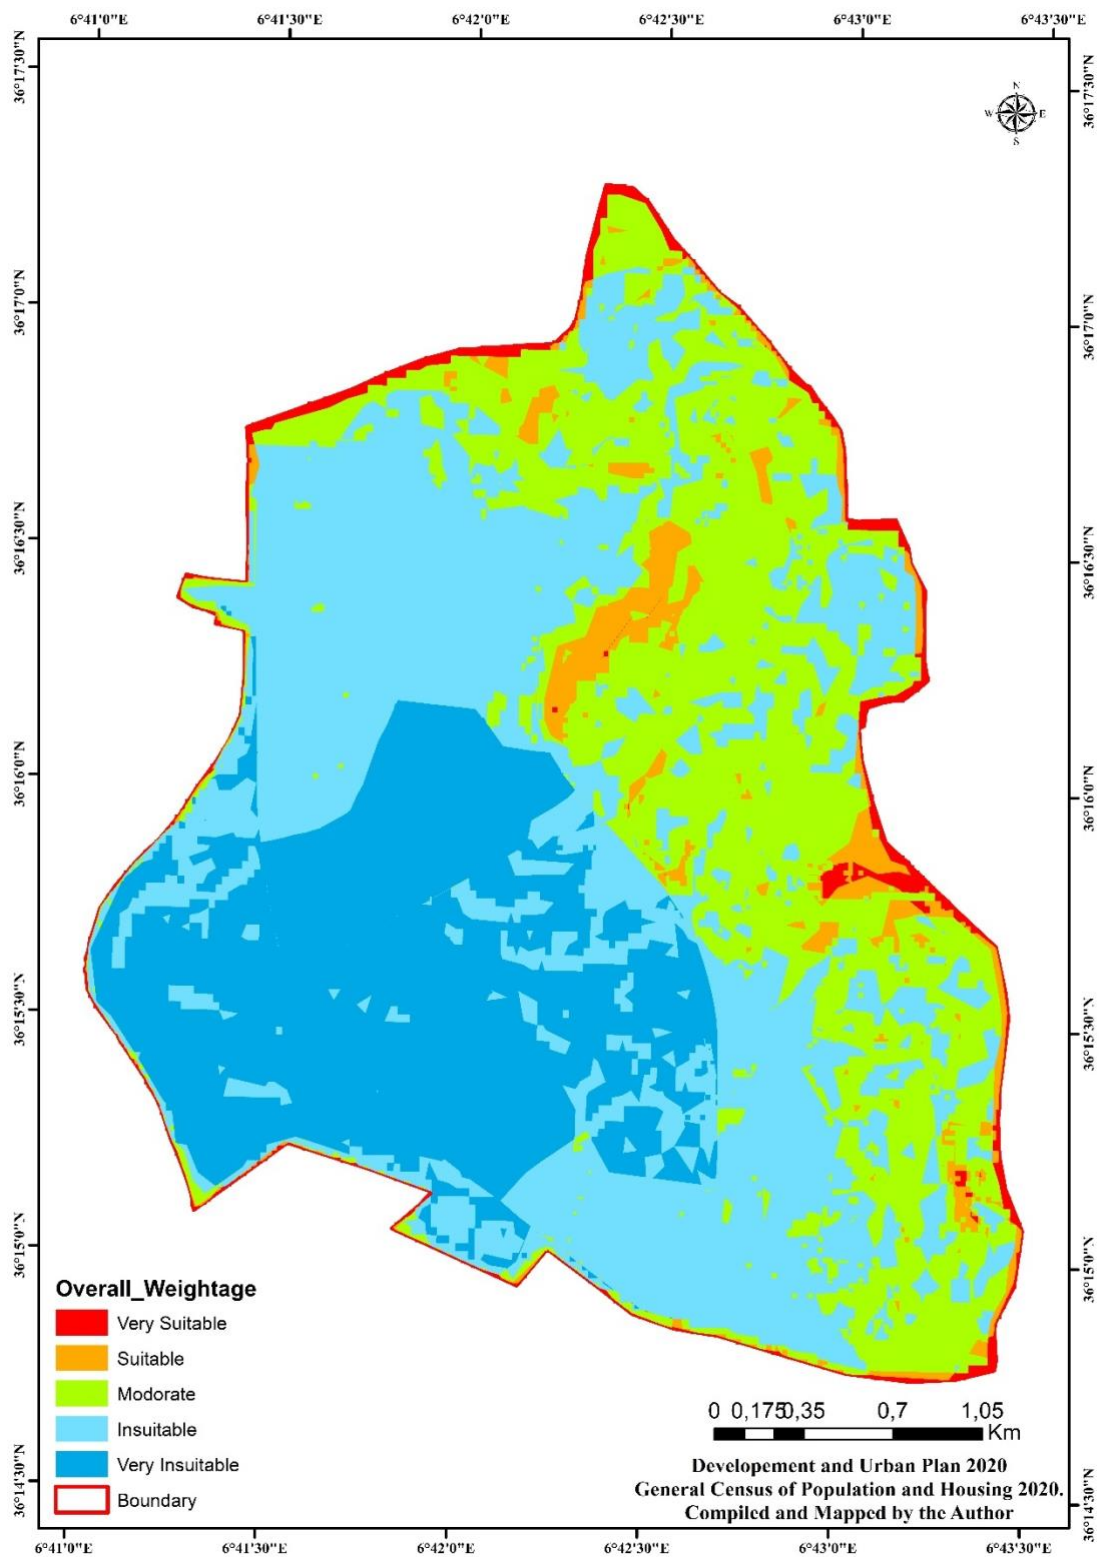 6°41'0"E 6°41'30"E 6°42'0"E 6°42'30"E 6°43'0"E 6°43'30"E
36°17'30"N
36°17'30"N
N
W E
S
36°17'0"N
36°17'0"N
36°16'30"N
36°16'30"N
36°16'0"N
36°16'0"N
36°15'30"N
36°15'30"N
36°15'0"N
36°15'0"N
Overall_Weightage
Very Suitable
Suitable
Modorate
Insuitable
Very Insuitable
Boundary
0 0,175 0,35 0,7 1,05
Km
Developement and Urban Plan 2020
General Census of Population and Housing 2020.
Compiled and Mapped by the Author
36°14'30"N
36°14'30"N
6°41'0"E 6°41'30"E 6°42'0"E 6°42'30"E 6°43'0"E 6°43'30"E